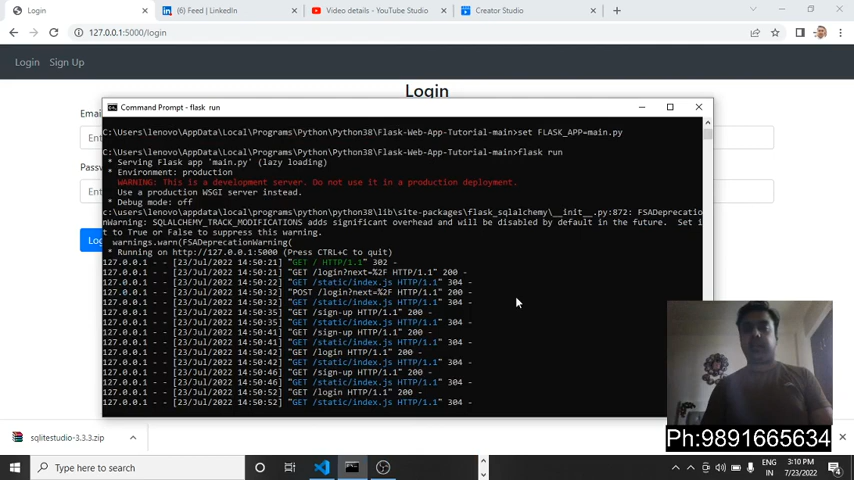 Login
(6) Feed | LinkedIn
Video details - YouTube Studio
Creator Studio
127.0.0.1:5000/login
Login
Sign Up
Login
Command Prompt - flask run
Emai
Ent
Passw
Ent
Log
C:\Users\lenovo\AppData\Local\Programs\Python\Python38\Flask-Web-App-Tutorial-main>set FLASK_APP=main.py
C:\Users\lenovo\AppData\Local\Programs\Python\Python38\Flask-Web-App-Tutorial-main>flask run
* Serving Flask app 'main.py' (lazy loading)
* Environment: production
WARNING: This is a development server. Do not use it in a production deployment.
Use a production WSGI server instead.
* Debug mode: off
c:\users\lenovo\appdata\local\programs\python\python38\lib\site-packages\flask_sqlalchemy\__init__.py:872: FSADeprecatio
nWarning: SQLALCHEMY_TRACK_MODIFICATIONS adds significant overhead and will be disabled by default in the future. Set i
t to True or False to suppress this warning.
warnings.warn(FSADeprecationWarning(
* Running on http://127.0.0.1:5000 (Press CTRL+C to quit)
127.0.0.1 - - [23/Jul/2022 14:50:21] "GET / HTTP/1.1" 302 -
127.0.0.1 - - [23/Jul/2022 14:50:21] "GET /login?next=%2F HTTP/1.1" 200 -
127.0.0.1 - - [23/Jul/2022 14:50:22] "GET /static/index.js HTTP/1.1" 304 -
127.0.0.1 - - [23/Jul/2022 14:50:32] "POST /login?next=%2F HTTP/1.1" 200 -
127.0.0.1 - - [23/Jul/2022 14:50:32] "GET /static/index.js HTTP/1.1" 304 -
127.0.0.1 - - [23/Jul/2022 14:50:35] "GET /sign-up HTTP/1.1" 200 -
127.0.0.1 - - [23/Jul/2022 14:50:35] "GET /static/index.js HTTP/1.1" 304 -
127.0.0.1 - - [23/Jul/2022 14:50:41] "GET /sign-up HTTP/1.1" 200 -
127.0.0.1 - - [23/Jul/2022 14:50:41] "GET /static/index.js HTTP/1.1" 304 -
127.0.0.1 - - [23/Jul/2022 14:50:42] "GET /login HTTP/1.1" 200 -
127.0.0.1 - - [23/Jul/2022 14:50:42] "GET /static/index.js HTTP/1.1" 304 -
127.0.0.1 - - [23/Jul/2022 14:50:46] "GET /sign-up HTTP/1.1" 200 -
127.0.0.1 - - [23/Jul/2022 14:50:46] "GET /static/index.js HTTP/1.1" 304 -
127.0.0.1 - - [23/Jul/2022 14:50:52] "GET /login HTTP/1.1" 200 -
127.0.0.1 - - [23/Jul/2022 14:50:52] "GET /static/index.js HTTP/1.1" 304 -
sqlitestudio-3.3.3.zip
Ph:9891665634
Type here to search
ENG
IN
3:10 PM
7/23/2022
4